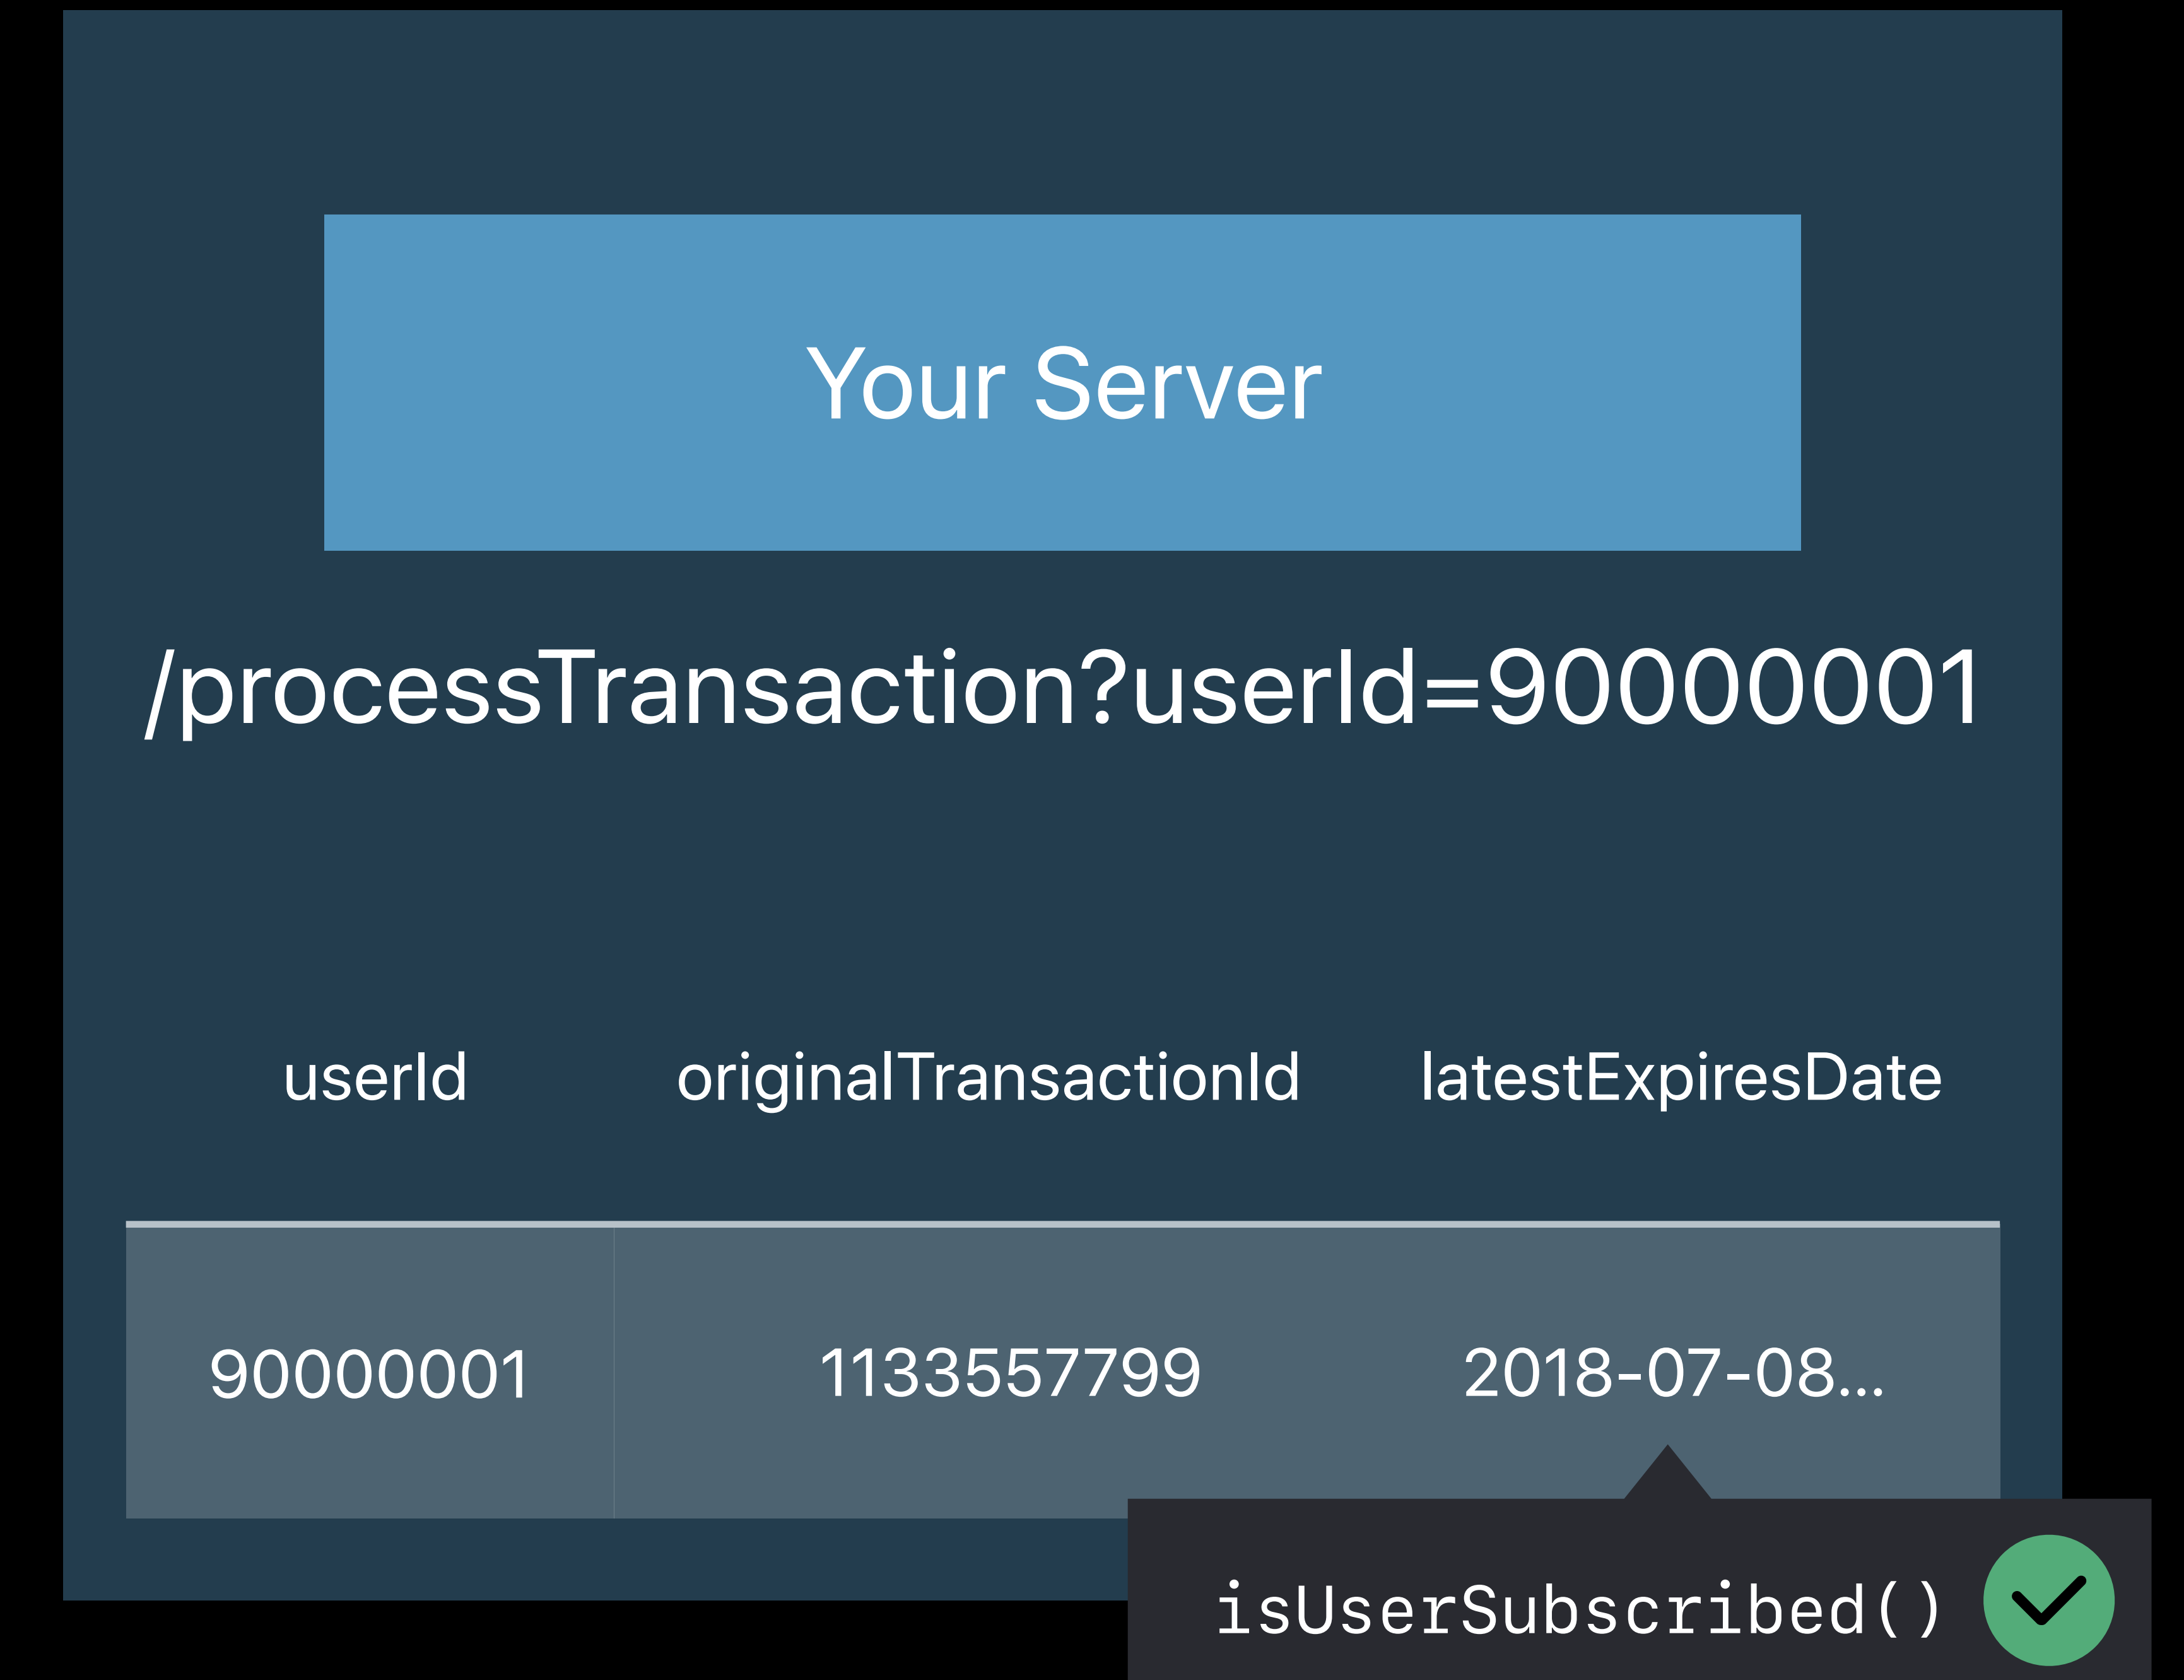 Your Server
/processTransaction?userId=90000001
userId originalTransactionId latestExpiresDate
90000001 1133557799 2018-07-08...
isUserSubscribed()